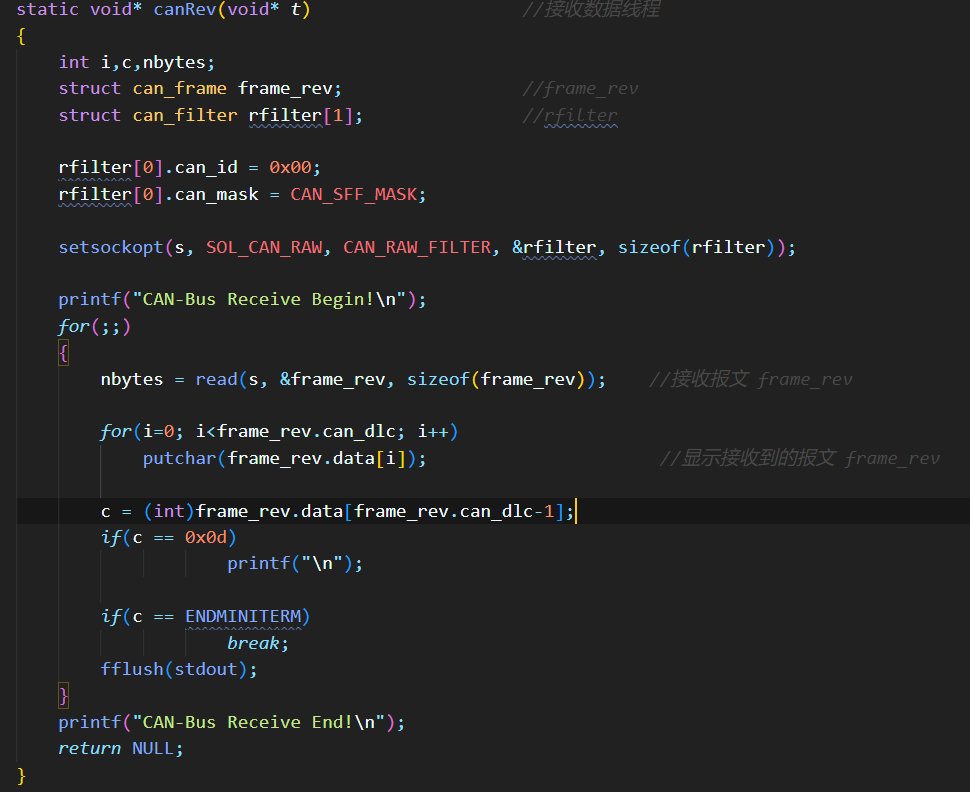 static void* canRev(void* t) //接收数据线程
{
int i,c,nbytes;
struct can_frame frame_rev; //frame_rev
struct can_filter rfilter[1]; //rfilter
rfilter[0].can_id = 0x00;
rfilter[0].can_mask = CAN_SFF_MASK;
setsockopt(s, SOL_CAN_RAW, CAN_RAW_FILTER, &rfilter, sizeof(rfilter));
printf("CAN-Bus Receive Begin!\n");
for(;;)
{
nbytes = read(s, &frame_rev, sizeof(frame_rev)); //接收报文 frame_rev
for(i=0; i<frame_rev.can_dlc; i++)
putchar(frame_rev.data[i]); //显示接收到的报文 frame_rev
c = (int)frame_rev.data[frame_rev.can_dlc-1];
if(c == 0x0d)
printf("\n");
if(c == ENDMINITERM)
break;
fflush(stdout);
}
printf("CAN-Bus Receive End!\n");
return NULL;
}